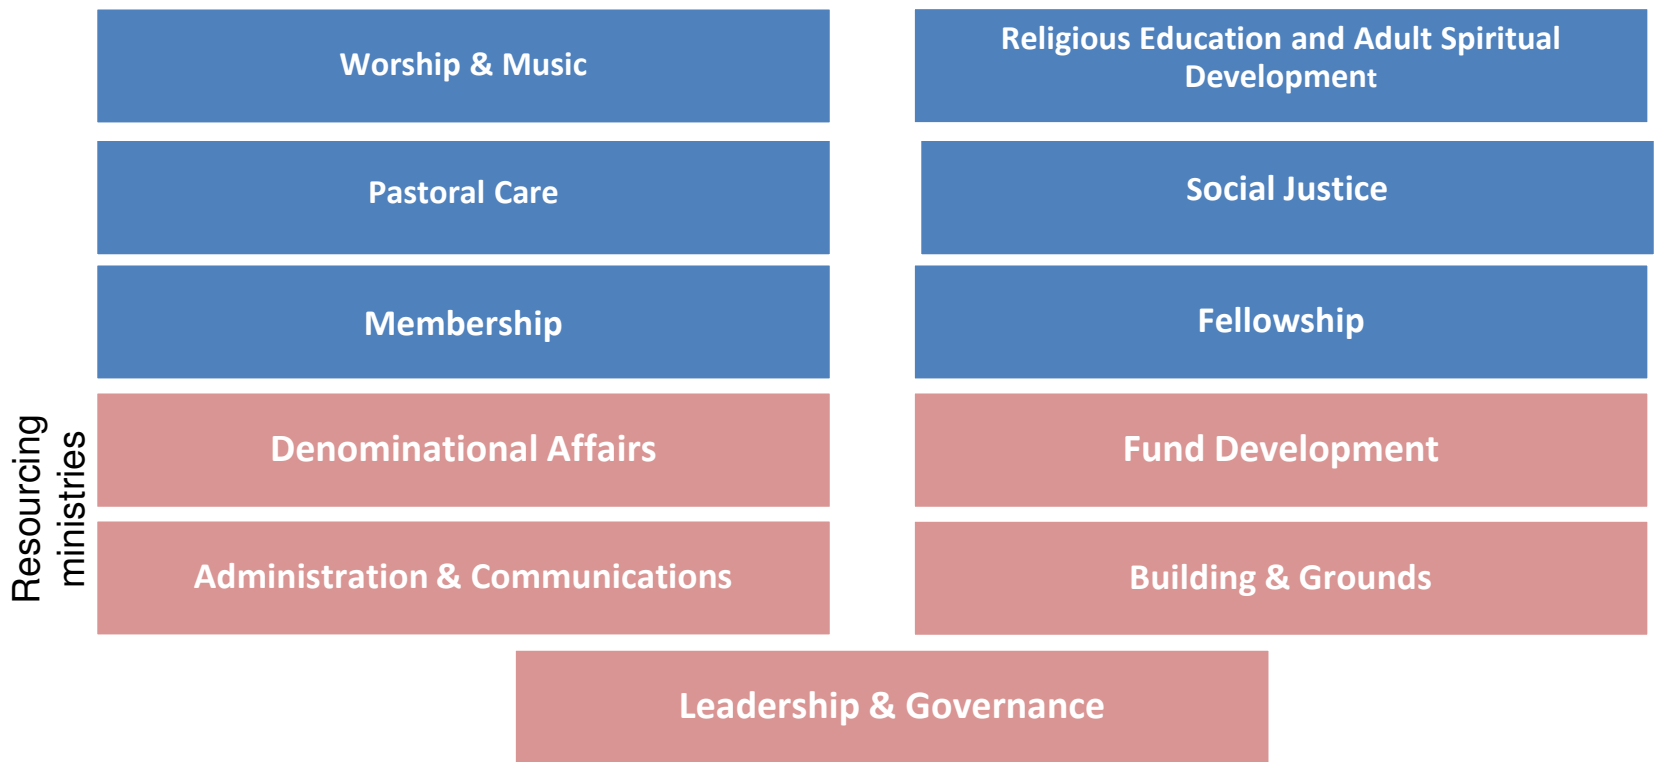 Worship & Music
Religious Education and Adult Spiritual
Development
Pastoral Care
Social Justice
Membership
Fellowship
Resourcing
ministries
Denominational Affairs
Fund Development
Administration & Communications
Building & Grounds
Leadership & Governance